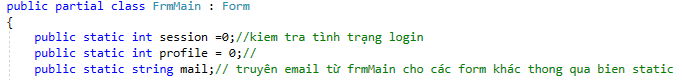 public partial class FrmMain : Form
{
public static int session =0;//kiem tra tình trạng login
public static int profile = 0;//
public static string mail;// truyên email từ frmMain cho các form khác thong qua bien static